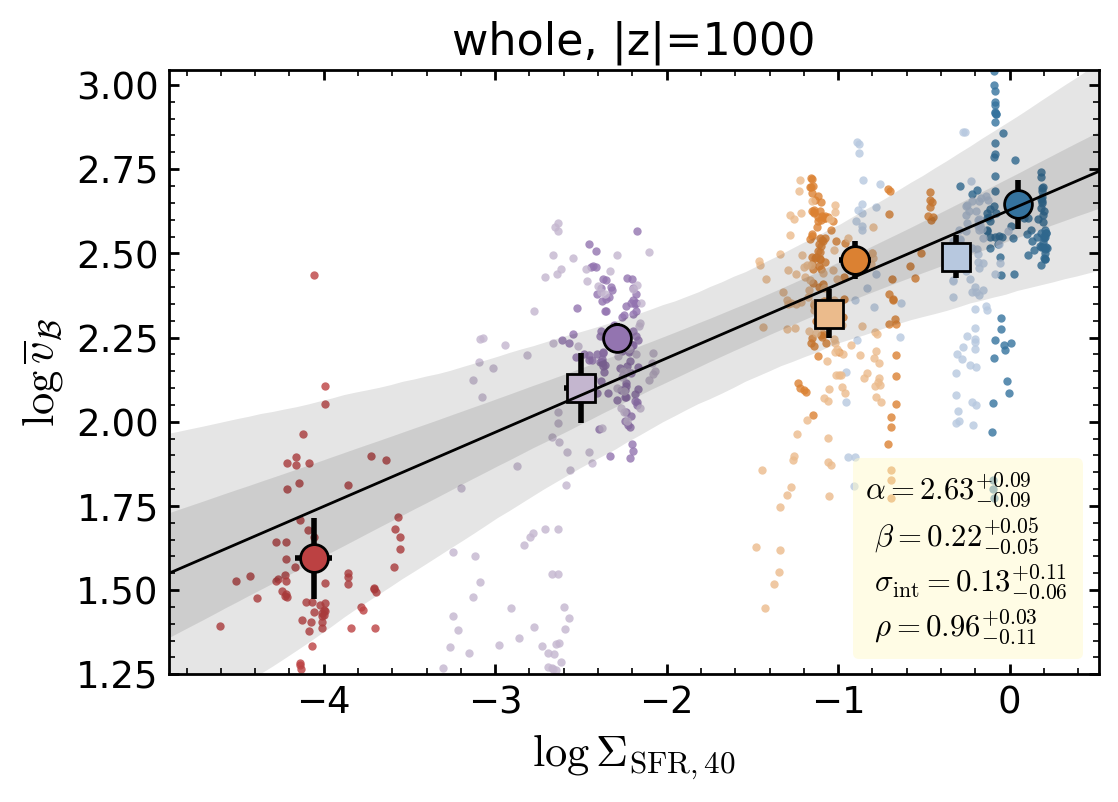 whole, |z|=1000
log v̅_ℬ
3.00
2.75
2.50
2.25
2.00
1.75
1.50
1.25
α = 2.63^{+0.09}_{−0.09}
β = 0.22^{+0.05}_{−0.05}
σ_int = 0.13^{+0.11}_{−0.06}
ρ = 0.96^{+0.03}_{−0.11}
−4 −3 −2 −1 0
log Σ_{SFR, 40}